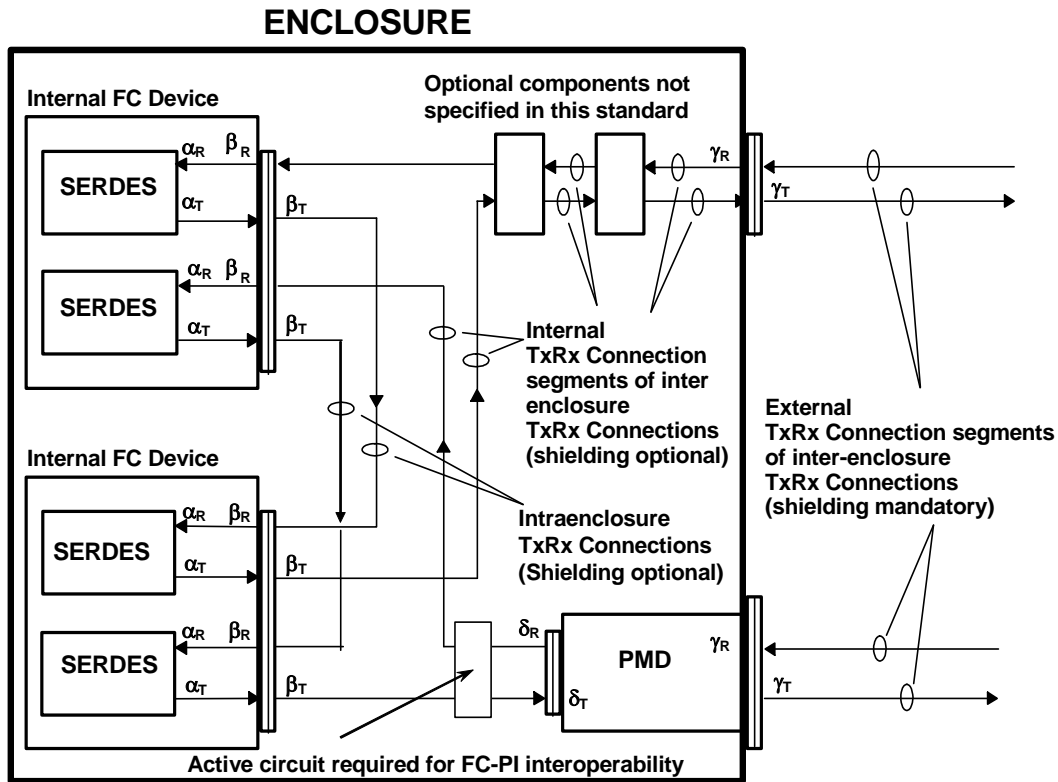 ENCLOSURE
Optional components not
specified in this standard
Internal FC Device
SERDES
αR
βR
αT
βT
SERDES
αR
βR
αT
βT
γR
γT
Internal
TxRx Connection
segments of inter
enclosure
TxRx Connections
(shielding optional)
External
TxRx Connection segments
of inter-enclosure
TxRx Connections
(shielding mandatory)
Internal FC Device
SERDES
αR
βR
αT
βT
SERDES
αR
βR
αT
βT
Intraenclosure
TxRx Connections
(Shielding optional)
δR
δT
PMD
γR
γT
Active circuit required for FC-PI interoperability